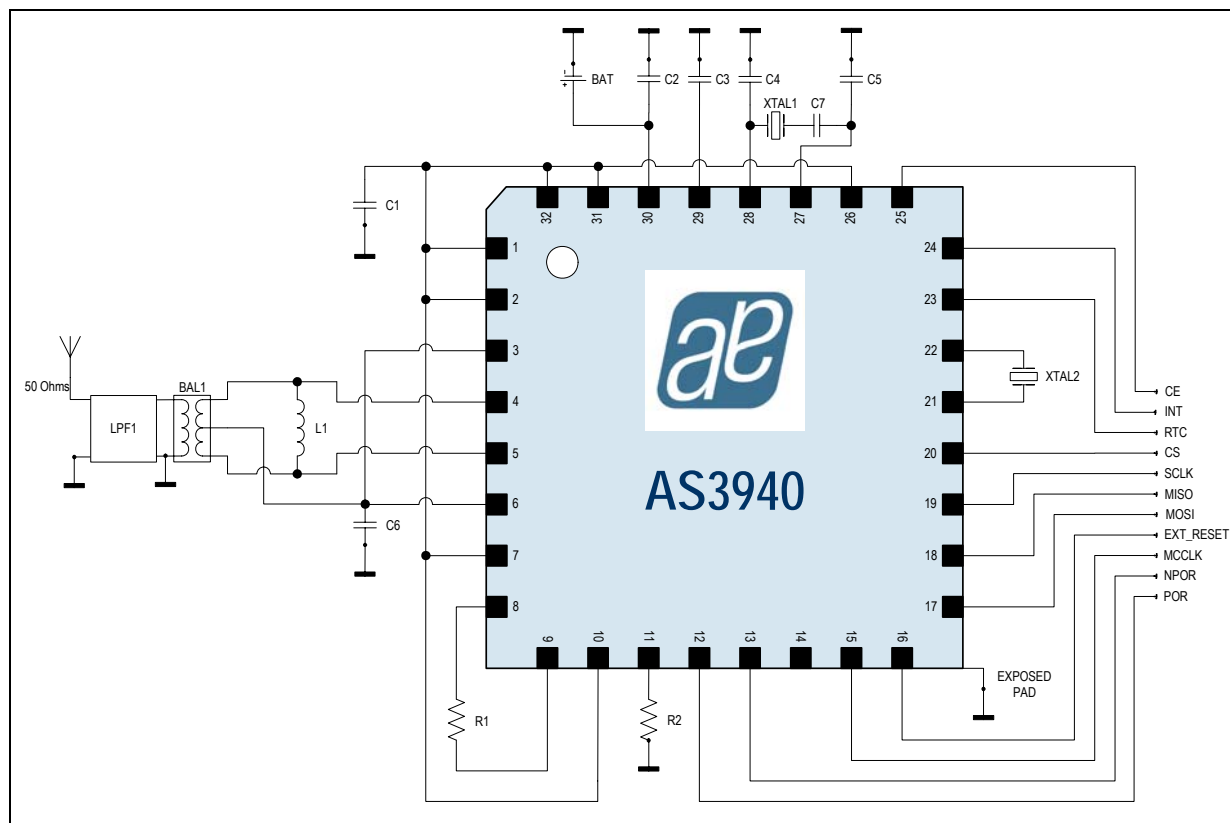 BAT
C2
C3
C4
C5
XTAL1
C7
C1
32
31
30
29
28
27
26
25
1
2
3
4
5
6
7
8
24
23
22
21
20
19
18
17
9
10
11
12
13
14
15
16
50 Ohms
LPF1
BAL1
L1
C6
R1
R2
ae
AS3940
XTAL2
CE
INT
RTC
CS
SCLK
MISO
MOSI
EXT_RESET
MCCLK
NPOR
POR
EXPOSED
PAD